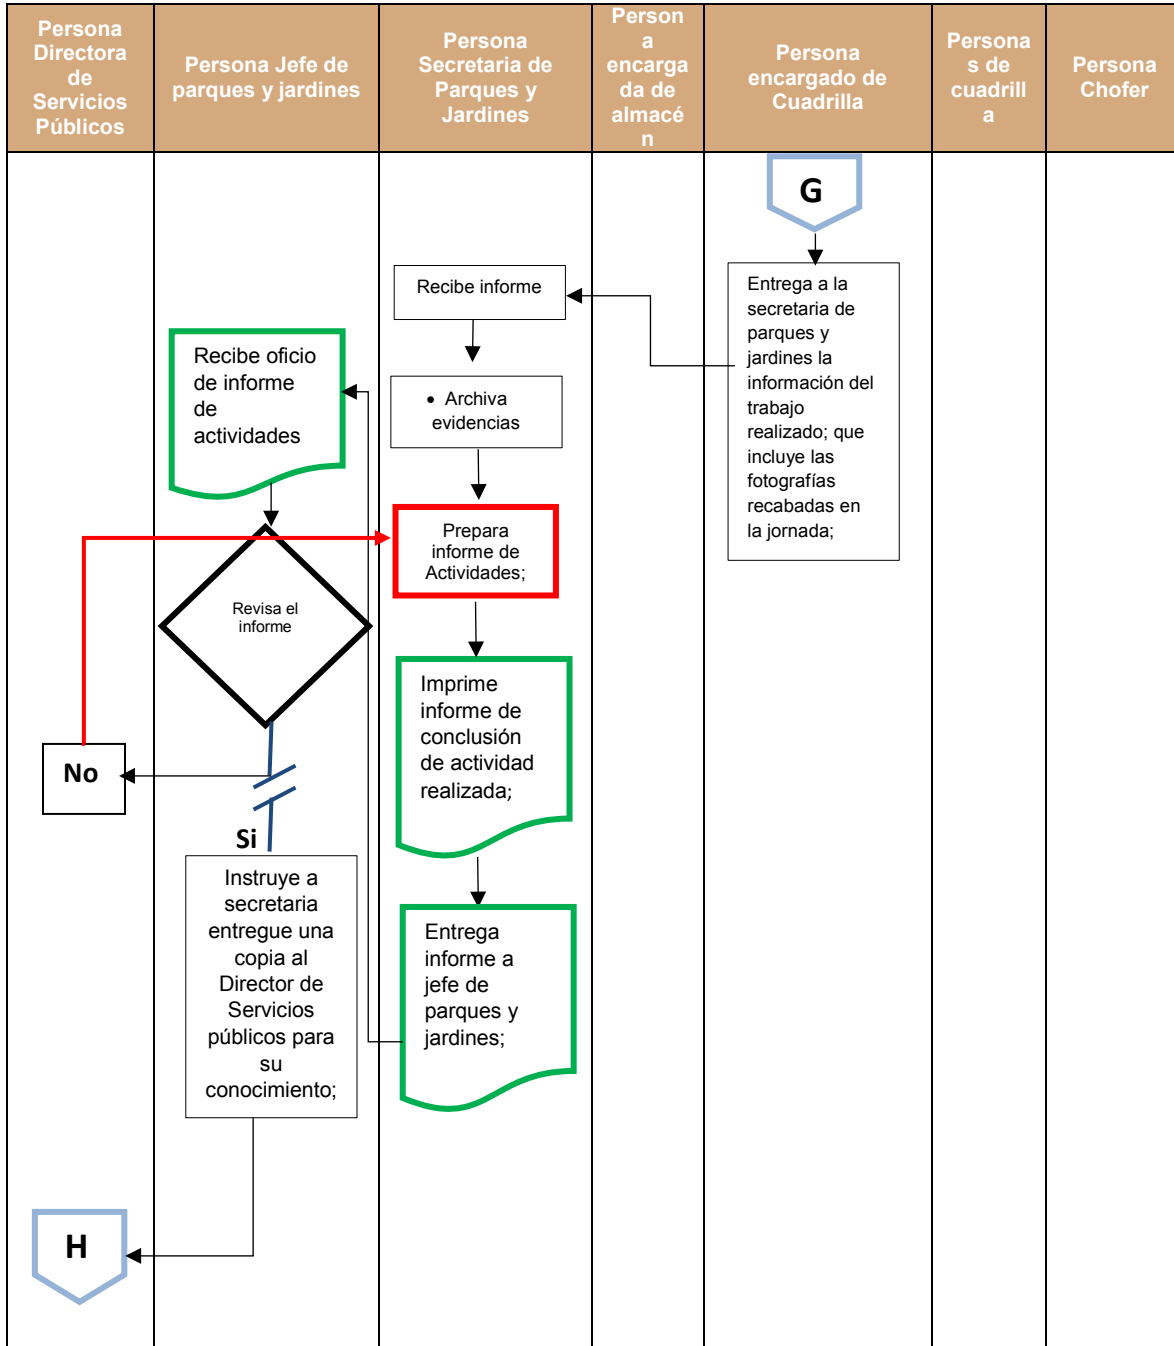 Persona
Directora
de
Servicios
Públicos
Persona Jefe de
parques y jardines
Persona
Secretaria de
Parques y
Jardines
Person
a
encarga
da de
almacé
n
Persona
encargado de
Cuadrilla
Persona
s de
cuadrill
a
Persona
Chofer
G
Entrega a la
secretaria de
parques y
jardines la
información del
trabajo
realizado; que
incluye las
fotografías
recabadas en
la jornada;
Recibe informe
• Archiva
evidencias
Prepara
informe de
Actividades;
Imprime
informe de
conclusión
de actividad
realizada;
Entrega
informe a
jefe de
parques y
jardines;
Recibe oficio
de informe
de
actividades
Revisa el
informe
No
Si
Instruye a
secretaria
entregue una
copia al
Director de
Servicios
públicos para
su
conocimiento;
H